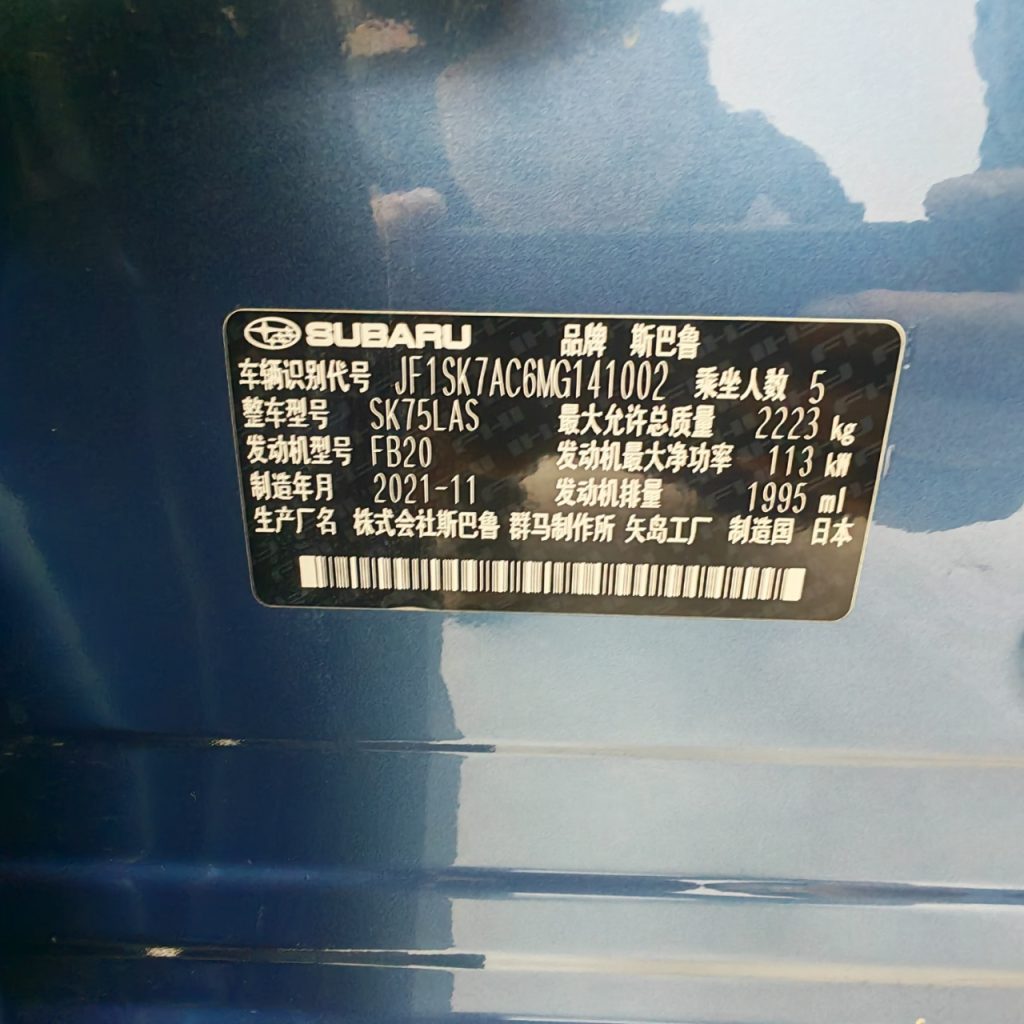 SUBARU 品牌 斯巴鲁
车辆识别代号 JF1SK7AC6MG141002 乘坐人数 5
整车型号 SK75LAS 最大允许总质量 2223 kg
发动机型号 FB20 发动机最大净功率 113 kW
制造年月 2021-11 发动机排量 1995 ml
生产厂名 株式会社斯巴鲁 群马制作所 矢岛工厂 制造国 日本